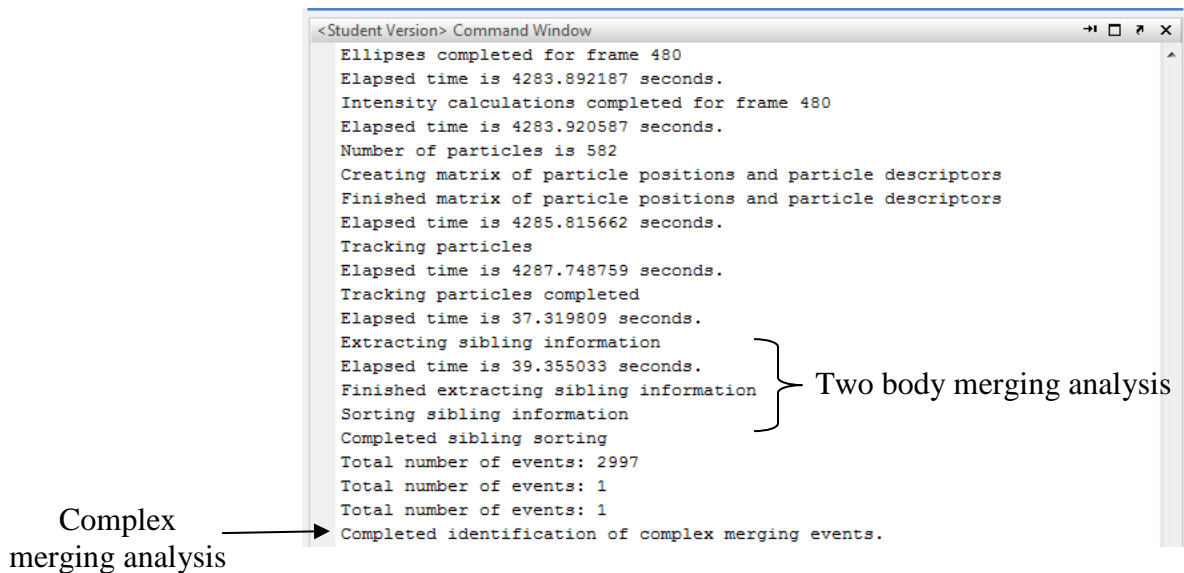 <Student Version> Command Window
Ellipses completed for frame 480
Elapsed time is 4283.892187 seconds.
Intensity calculations completed for frame 480
Elapsed time is 4283.920587 seconds.
Number of particles is 582
Creating matrix of particle positions and particle descriptors
Finished matrix of particle positions and particle descriptors
Elapsed time is 4285.815662 seconds.
Tracking particles
Elapsed time is 4287.748759 seconds.
Tracking particles completed
Elapsed time is 37.319809 seconds.
Extracting sibling information
Elapsed time is 39.355033 seconds.
Finished extracting sibling information
Sorting sibling information
Completed sibling sorting
Total number of events: 2997
Total number of events: 1
Total number of events: 1
Completed identification of complex merging events.
Two body merging analysis
Complex
merging analysis